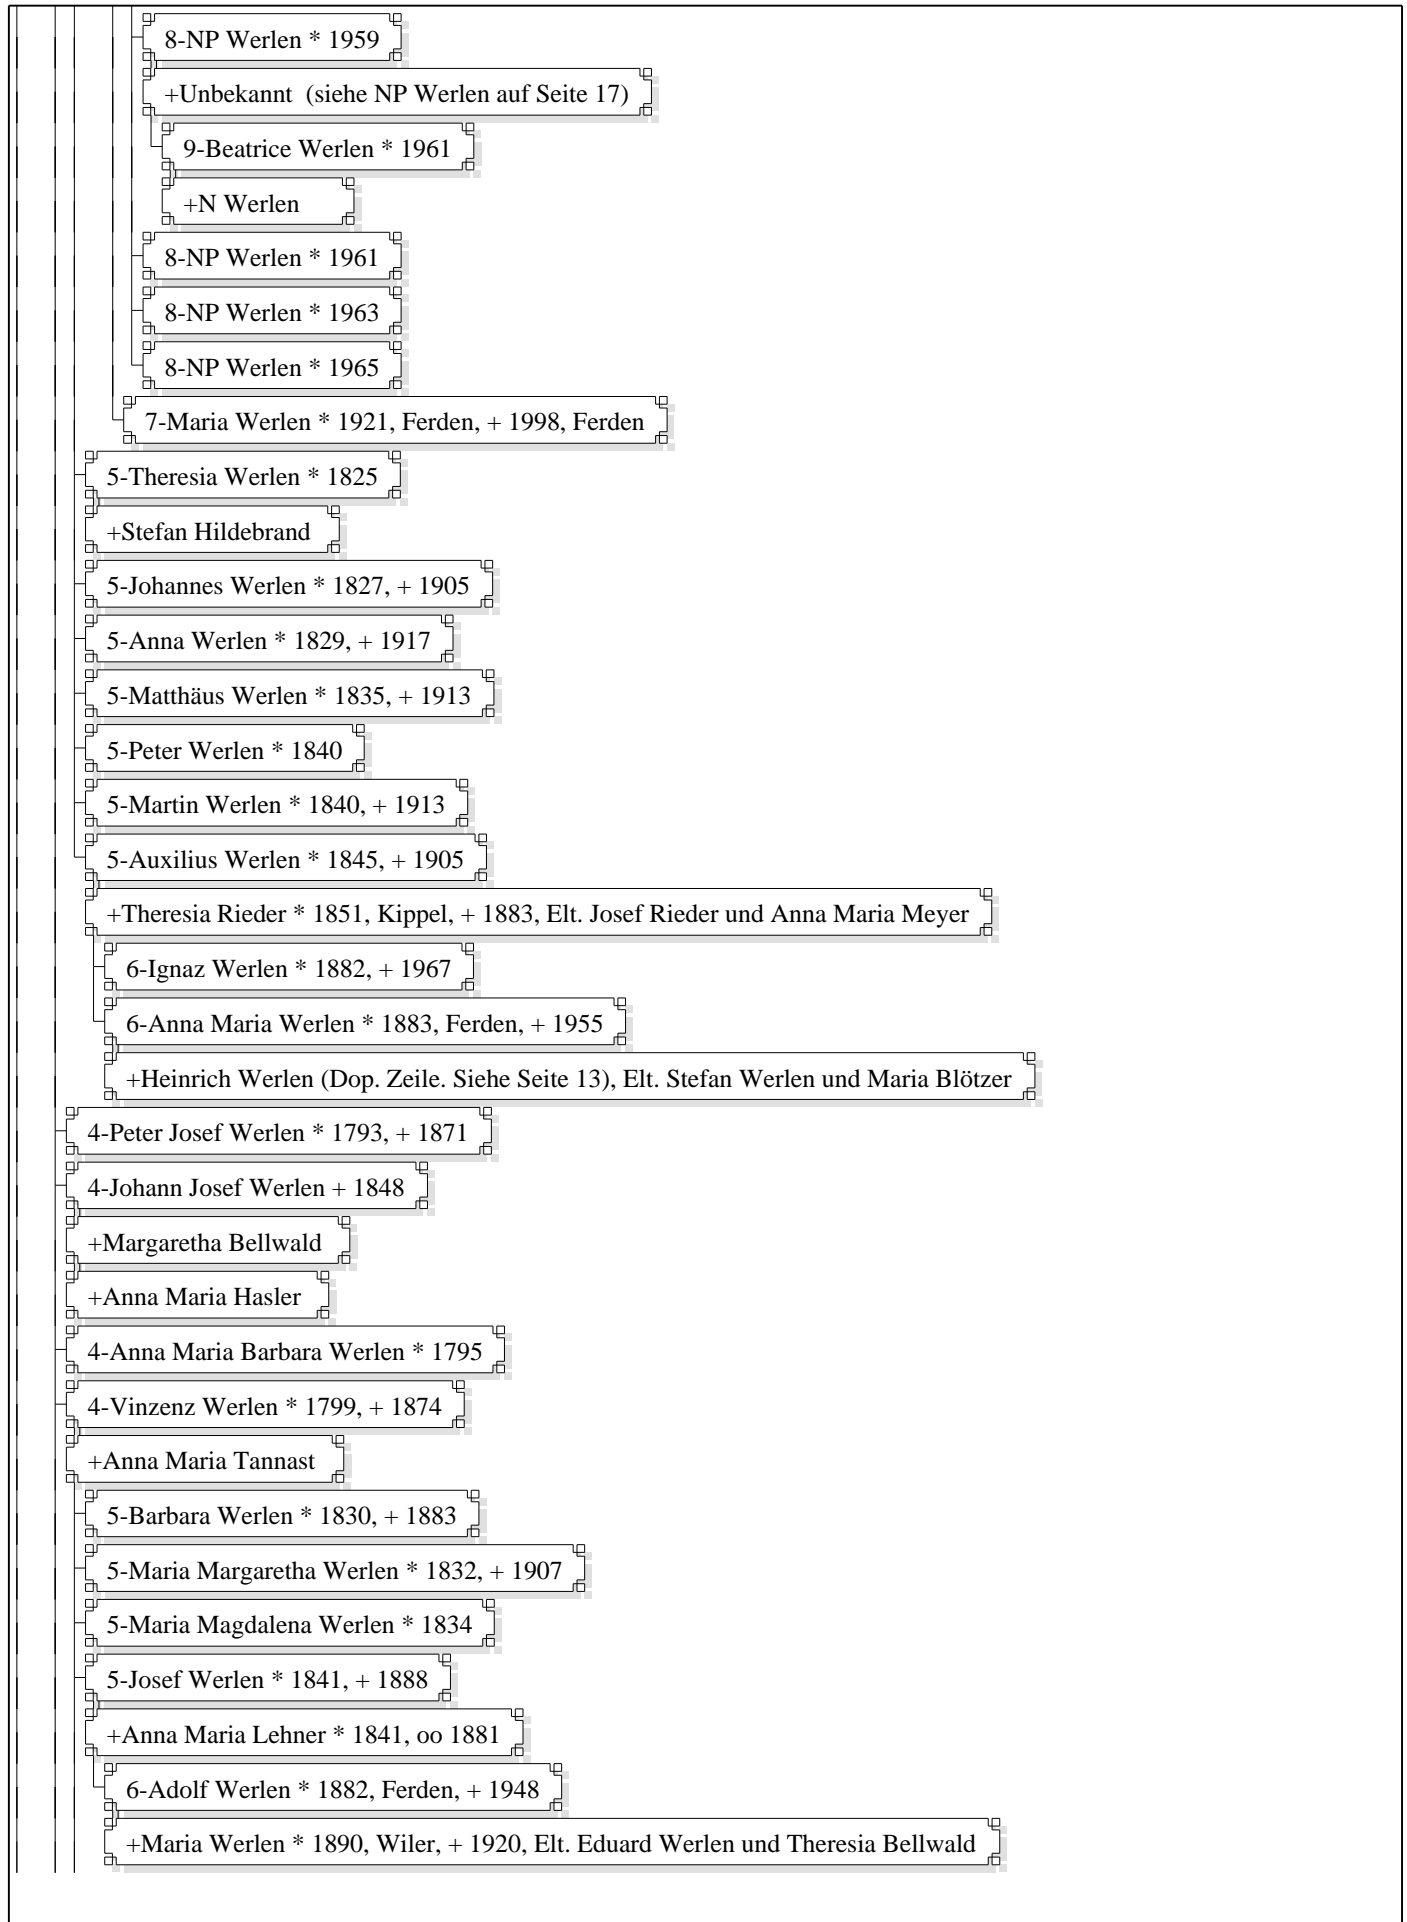 8-NP Werlen * 1959
+Unbekannt  (siehe NP Werlen auf Seite 17)
9-Beatrice Werlen * 1961
+N Werlen
8-NP Werlen * 1961
8-NP Werlen * 1963
8-NP Werlen * 1965
7-Maria Werlen * 1921, Ferden, + 1998, Ferden
5-Theresia Werlen * 1825
+Stefan Hildebrand
5-Johannes Werlen * 1827, + 1905
5-Anna Werlen * 1829, + 1917
5-Matthäus Werlen * 1835, + 1913
5-Peter Werlen * 1840
5-Martin Werlen * 1840, + 1913
5-Auxilius Werlen * 1845, + 1905
+Theresia Rieder * 1851, Kippel, + 1883, Elt. Josef Rieder und Anna Maria Meyer
6-Ignaz Werlen * 1882, + 1967
6-Anna Maria Werlen * 1883, Ferden, + 1955
+Heinrich Werlen (Dop. Zeile. Siehe Seite 13), Elt. Stefan Werlen und Maria Blötzer
4-Peter Josef Werlen * 1793, + 1871
4-Johann Josef Werlen + 1848
+Margaretha Bellwald
+Anna Maria Hasler
4-Anna Maria Barbara Werlen * 1795
4-Vinzenz Werlen * 1799, + 1874
+Anna Maria Tannast
5-Barbara Werlen * 1830, + 1883
5-Maria Margaretha Werlen * 1832, + 1907
5-Maria Magdalena Werlen * 1834
5-Josef Werlen * 1841, + 1888
+Anna Maria Lehner * 1841, oo 1881
6-Adolf Werlen * 1882, Ferden, + 1948
+Maria Werlen * 1890, Wiler, + 1920, Elt. Eduard Werlen und Theresia Bellwald